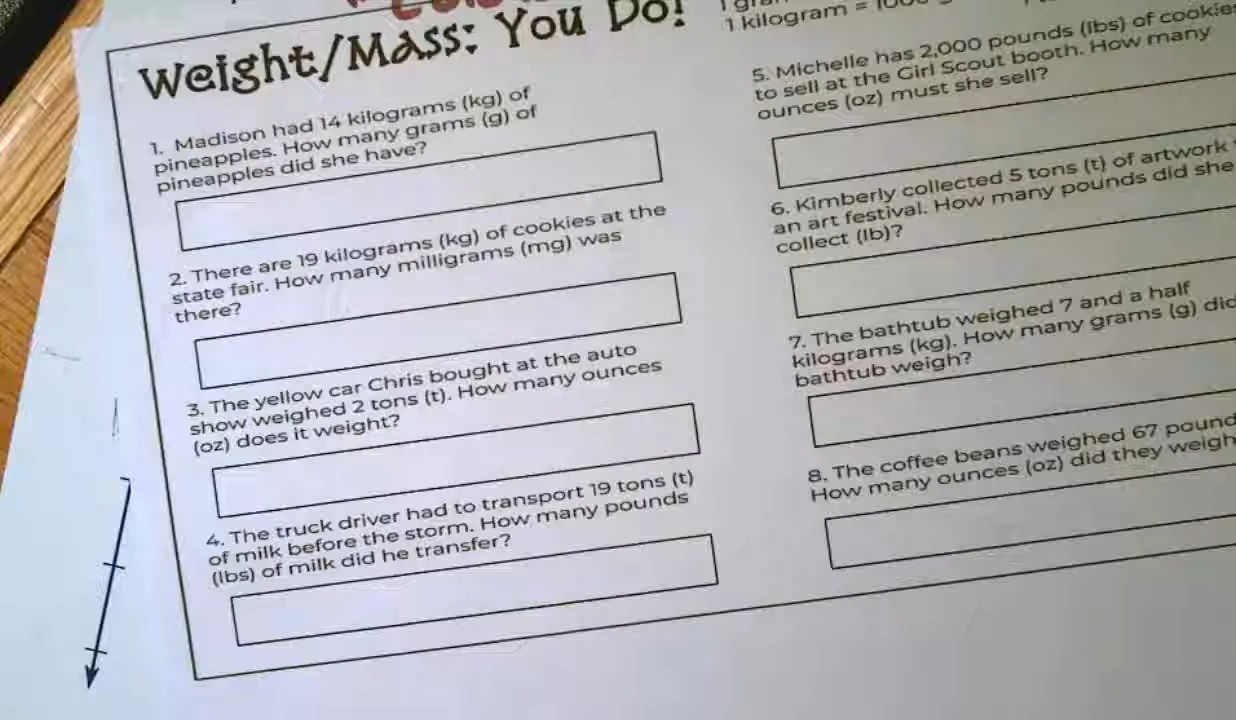 Weight/Mass: You Do!
1 kilogram =
1. Madison had 14 kilograms (kg) of
pineapples. How many grams (g) of
pineapples did she have?
2. There are 19 kilograms (kg) of cookies at the
state fair. How many milligrams (mg) was
there?
3. The yellow car Chris bought at the auto
show weighed 2 tons (t). How many ounces
(oz) does it weight?
4. The truck driver had to transport 19 tons (t)
of milk before the storm. How many pounds
(lbs) of milk did he transfer?
5. Michelle has 2,000 pounds (lbs) of cookies
to sell at the Girl Scout booth. How many
ounces (oz) must she sell?
6. Kimberly collected 5 tons (t) of artwork
an art festival. How many pounds did she
collect (lb)?
7. The bathtub weighed 7 and a half
kilograms (kg). How many grams (g) did
bathtub weigh?
8. The coffee beans weighed 67 pound
How many ounces (oz) did they weigh